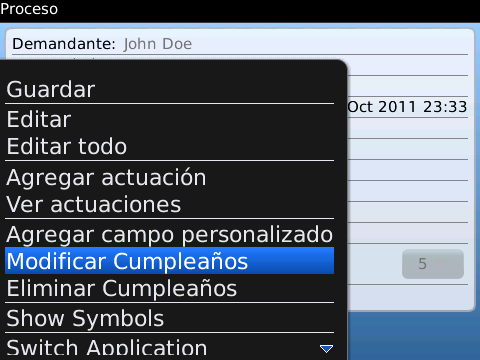 Proceso
Demandante: John Doe
Guardar
Oct 2011 23:33
Editar
Editar todo
Agregar actuación
Ver actuaciones
Agregar campo personalizado
Modificar Cumpleaños
5
Eliminar Cumpleaños
Show Symbols
Switch Application